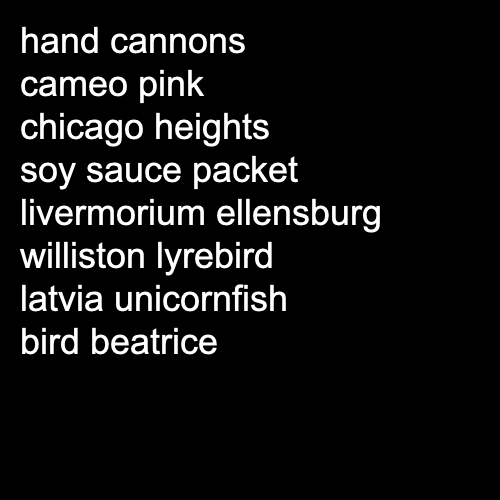 hand cannons
cameo pink
chicago heights
soy sauce packet
livermorium ellensburg
williston lyrebird
latvia unicornfish
bird beatrice